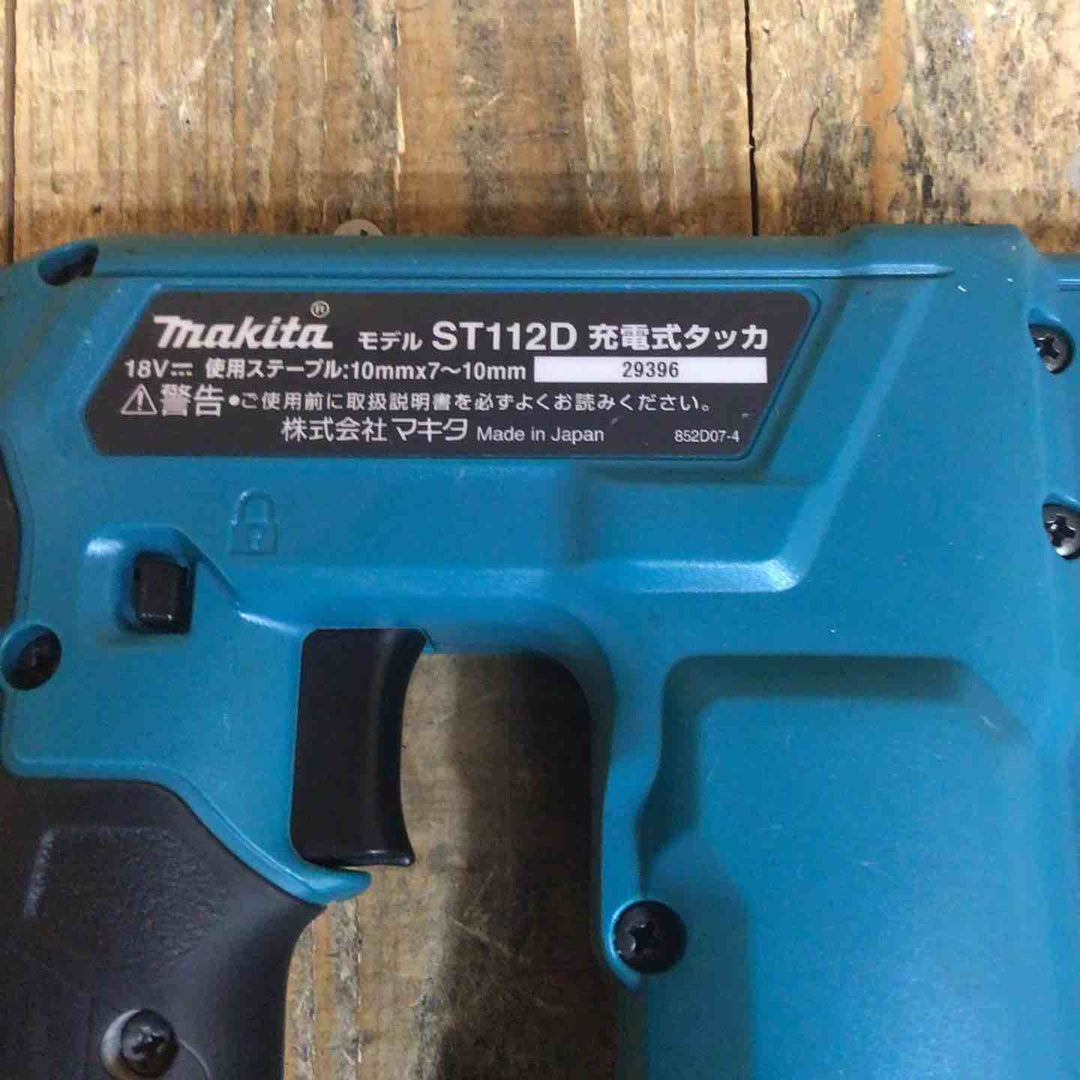 makita® モデル ST112D 充電式タッカ
18V⎓ 使用ステープル:10mmx7〜10mm 29396
⚠警告 •ご使用前に取扱説明書を必ずよくお読みください。
株式会社マキタ Made in Japan 852D07-4